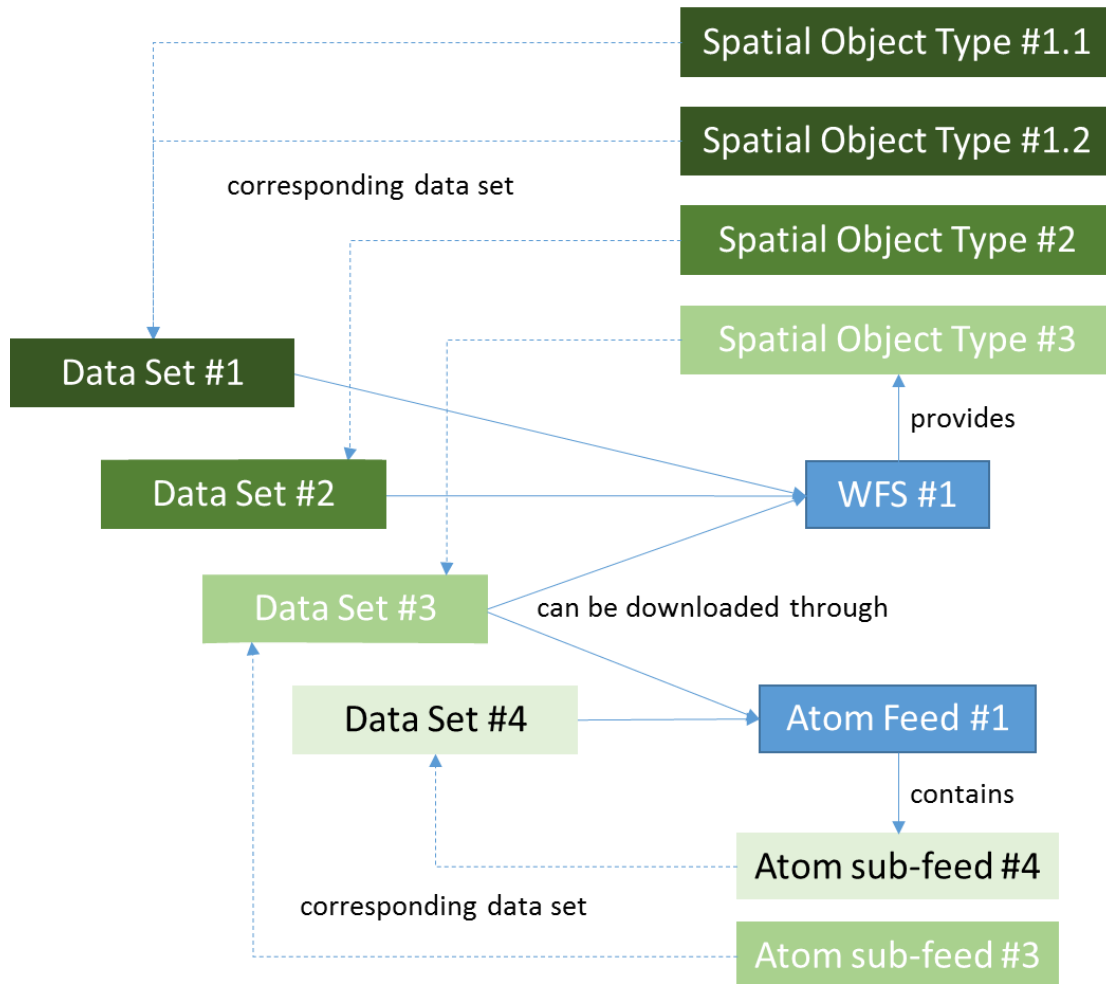 Spatial Object Type #1.1
Spatial Object Type #1.2
corresponding data set
Spatial Object Type #2
Spatial Object Type #3
Data Set #1
provides
Data Set #2
WFS #1
Data Set #3
can be downloaded through
Data Set #4
Atom Feed #1
contains
Atom sub-feed #4
corresponding data set
Atom sub-feed #3